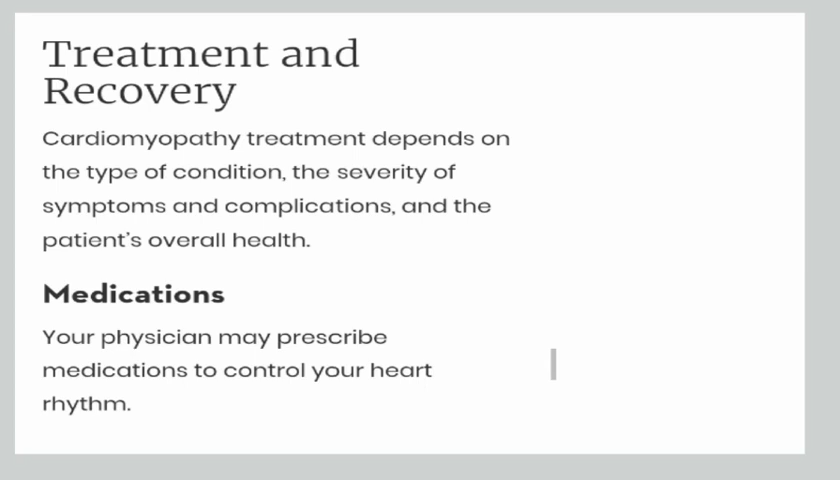 Treatment and
Recovery
Cardiomyopathy treatment depends on
the type of condition, the severity of
symptoms and complications, and the
patient's overall health.
Medications
Your physician may prescribe
medications to control your heart
rhythm.